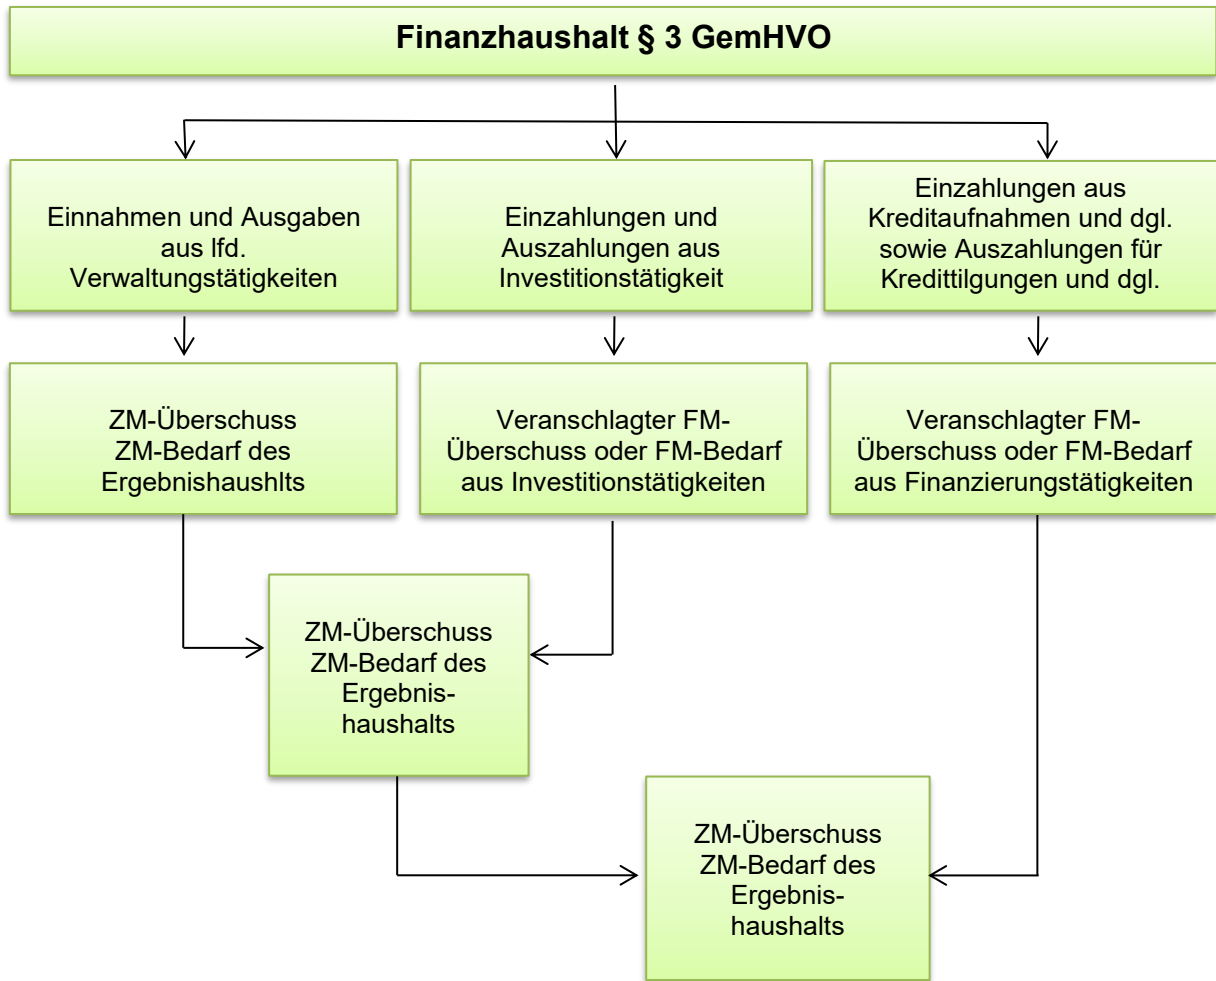 Finanzhaushalt § 3 GemHVO
Einnahmen und Ausgaben
aus lfd.
Verwaltungstätigkeiten
Einzahlungen und
Auszahlungen aus
Investitionstätigkeit
Einzahlungen aus
Kreditaufnahmen und dgl.
sowie Auszahlungen für
Kredittilgungen und dgl.
ZM-Überschuss
ZM-Bedarf des
Ergebnishaushlts
Veranschlagter FM-
Überschuss oder FM-Bedarf
aus Investitionstätigkeiten
Veranschlagter FM-
Überschuss oder FM-Bedarf
aus Finanzierungstätigkeiten
ZM-Überschuss
ZM-Bedarf des
Ergebnis-
haushalts
ZM-Überschuss
ZM-Bedarf des
Ergebnis-
haushalts